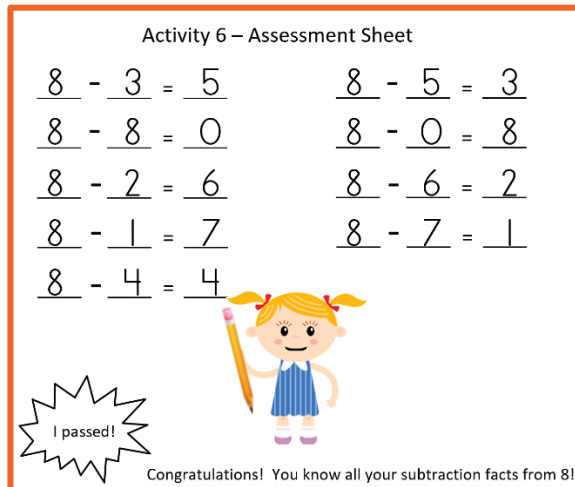 Activity 6 – Assessment Sheet
8 - 3 = 5
8 - 5 = 3
8 - 8 = 0
8 - 0 = 8
8 - 2 = 6
8 - 6 = 2
8 - 1 = 7
8 - 7 = 1
8 - 4 = 4
I passed!
Congratulations! You know all your subtraction facts from 8!